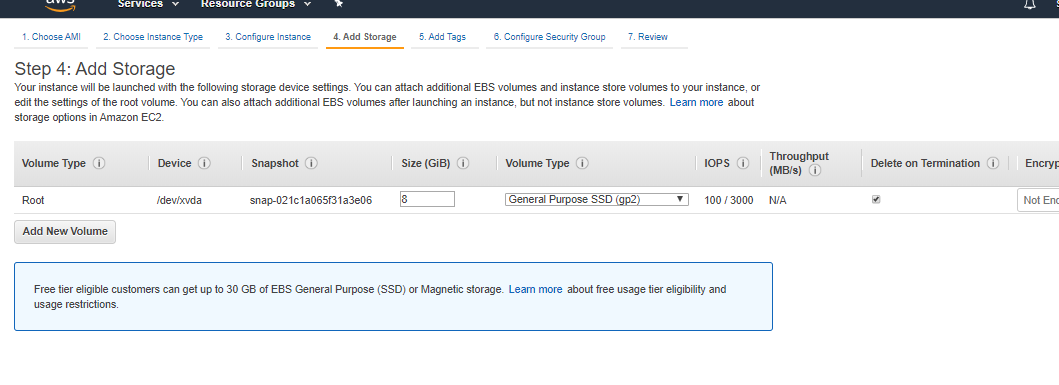 aws Services Resource Groups
1. Choose AMI 2. Choose Instance Type 3. Configure Instance 4. Add Storage 5. Add Tags 6. Configure Security Group 7. Review
Step 4: Add Storage
Your instance will be launched with the following storage device settings. You can attach additional EBS volumes and instance store volumes to your instance, or
edit the settings of the root volume. You can also attach additional EBS volumes after launching an instance, but not instance store volumes. Learn more about
storage options in Amazon EC2.
Volume Type Device Snapshot Size (GiB) Volume Type IOPS Throughput (MB/s) Delete on Termination Encryp
Root /dev/xvda snap-021c1a065f31a3e06 8 General Purpose SSD (gp2) 100 / 3000 N/A Not Enc
Add New Volume
Free tier eligible customers can get up to 30 GB of EBS General Purpose (SSD) or Magnetic storage. Learn more about free usage tier eligibility and
usage restrictions.